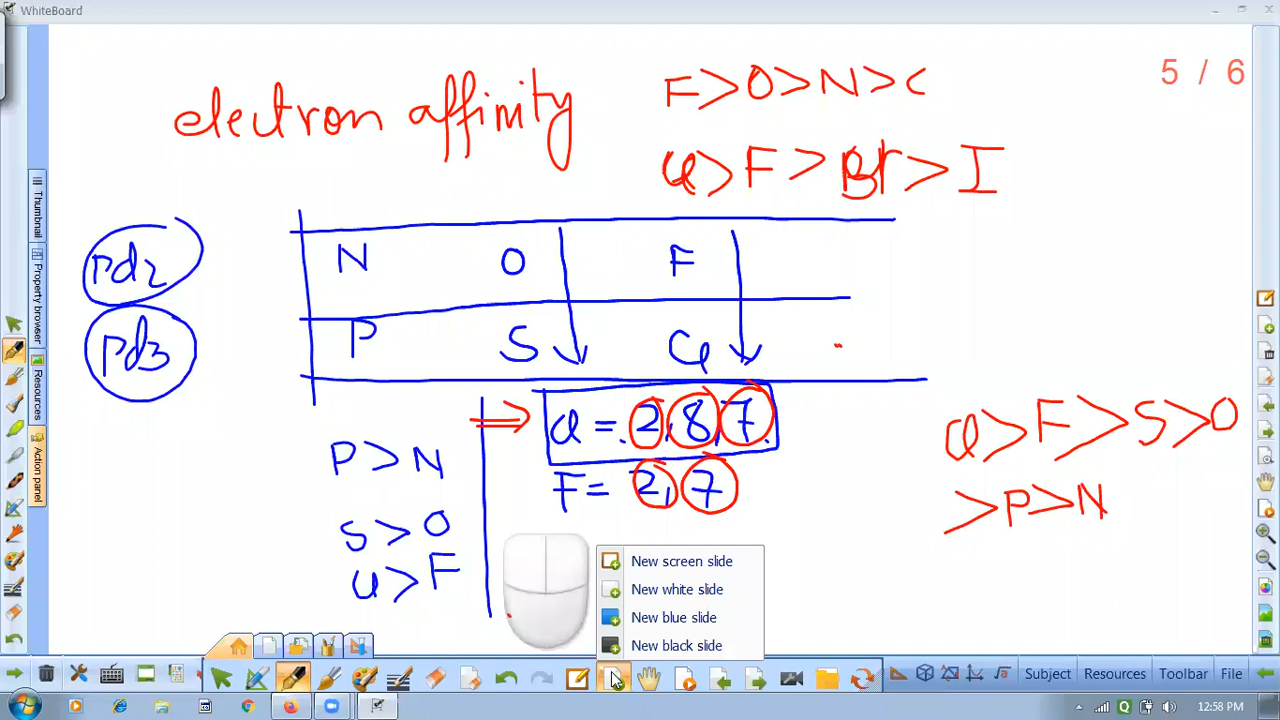 WhiteBoard
5 / 6
electron affinity
F>O>N>C
Cl>F>Br>I
Pd2
N O F
Pd3
P S Cl
Cl = 2,8,7
F = 2,7
P>N
S>O
Cl>F
Cl>F>S>O
>P>N
Thumbnail
Property browser
Resources
Action panel
New screen slide
New white slide
New blue slide
New black slide
Subject Resources Toolbar File
12:58 PM